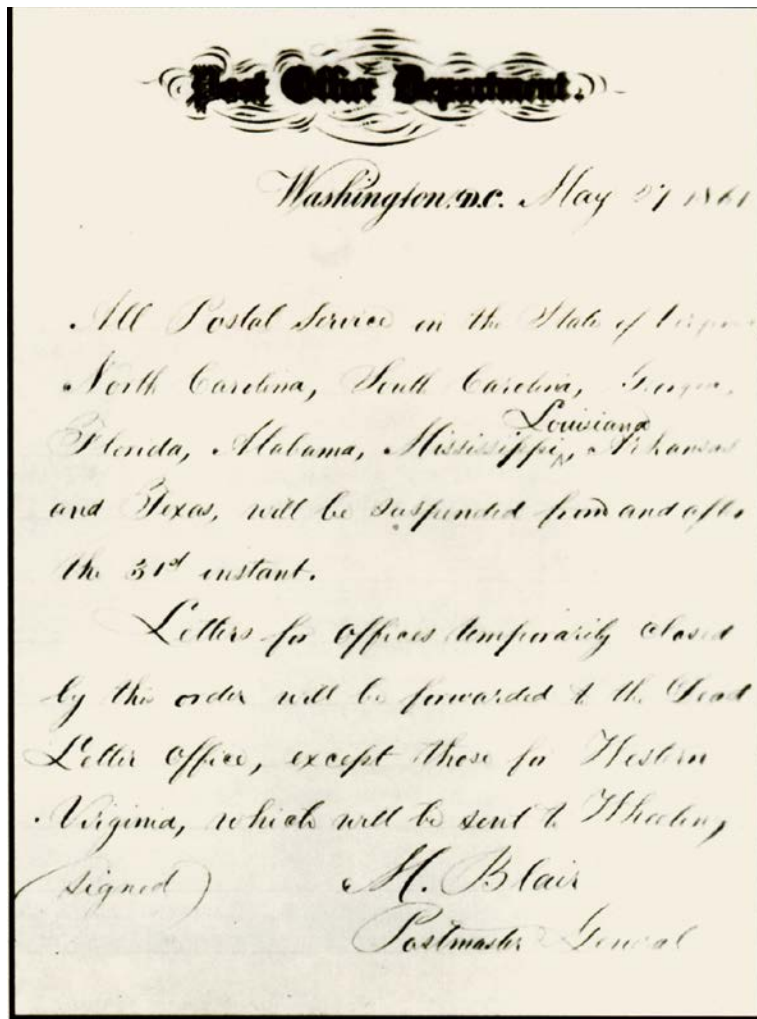 Post Office Department.
Washington, D.C. May 27 1861
All Postal Service in the State of Virginia
North Carolina, South Carolina, Georgia,
Louisiana
Florida, Alabama, Mississippi, Arkansas
and Texas, will be suspended from and after
the 31st instant.
Letters for offices temporarily closed
by this order will be forwarded to the Dead
Letter Office, except those for Western
Virginia, which will be sent to Wheeling,
(signed) M. Blair
Postmaster General